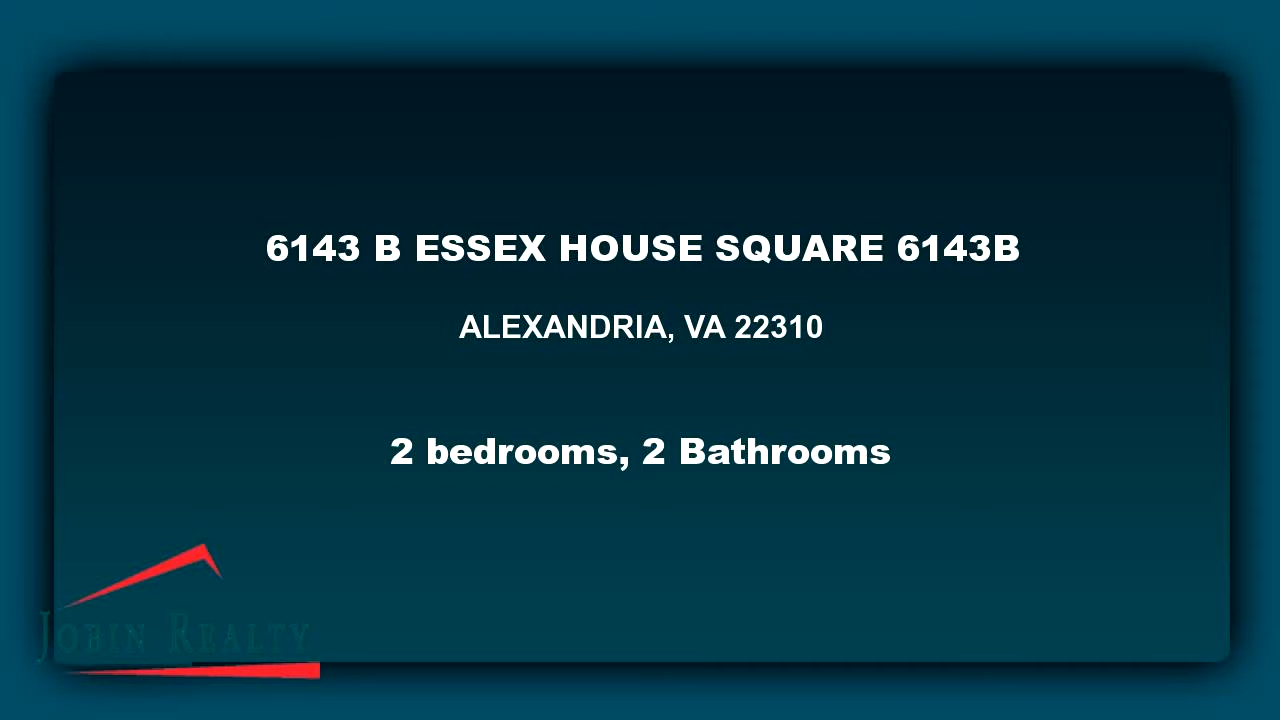 6143 B ESSEX HOUSE SQUARE 6143B
ALEXANDRIA, VA 22310
2 bedrooms, 2 Bathrooms
JOBIN REALTY